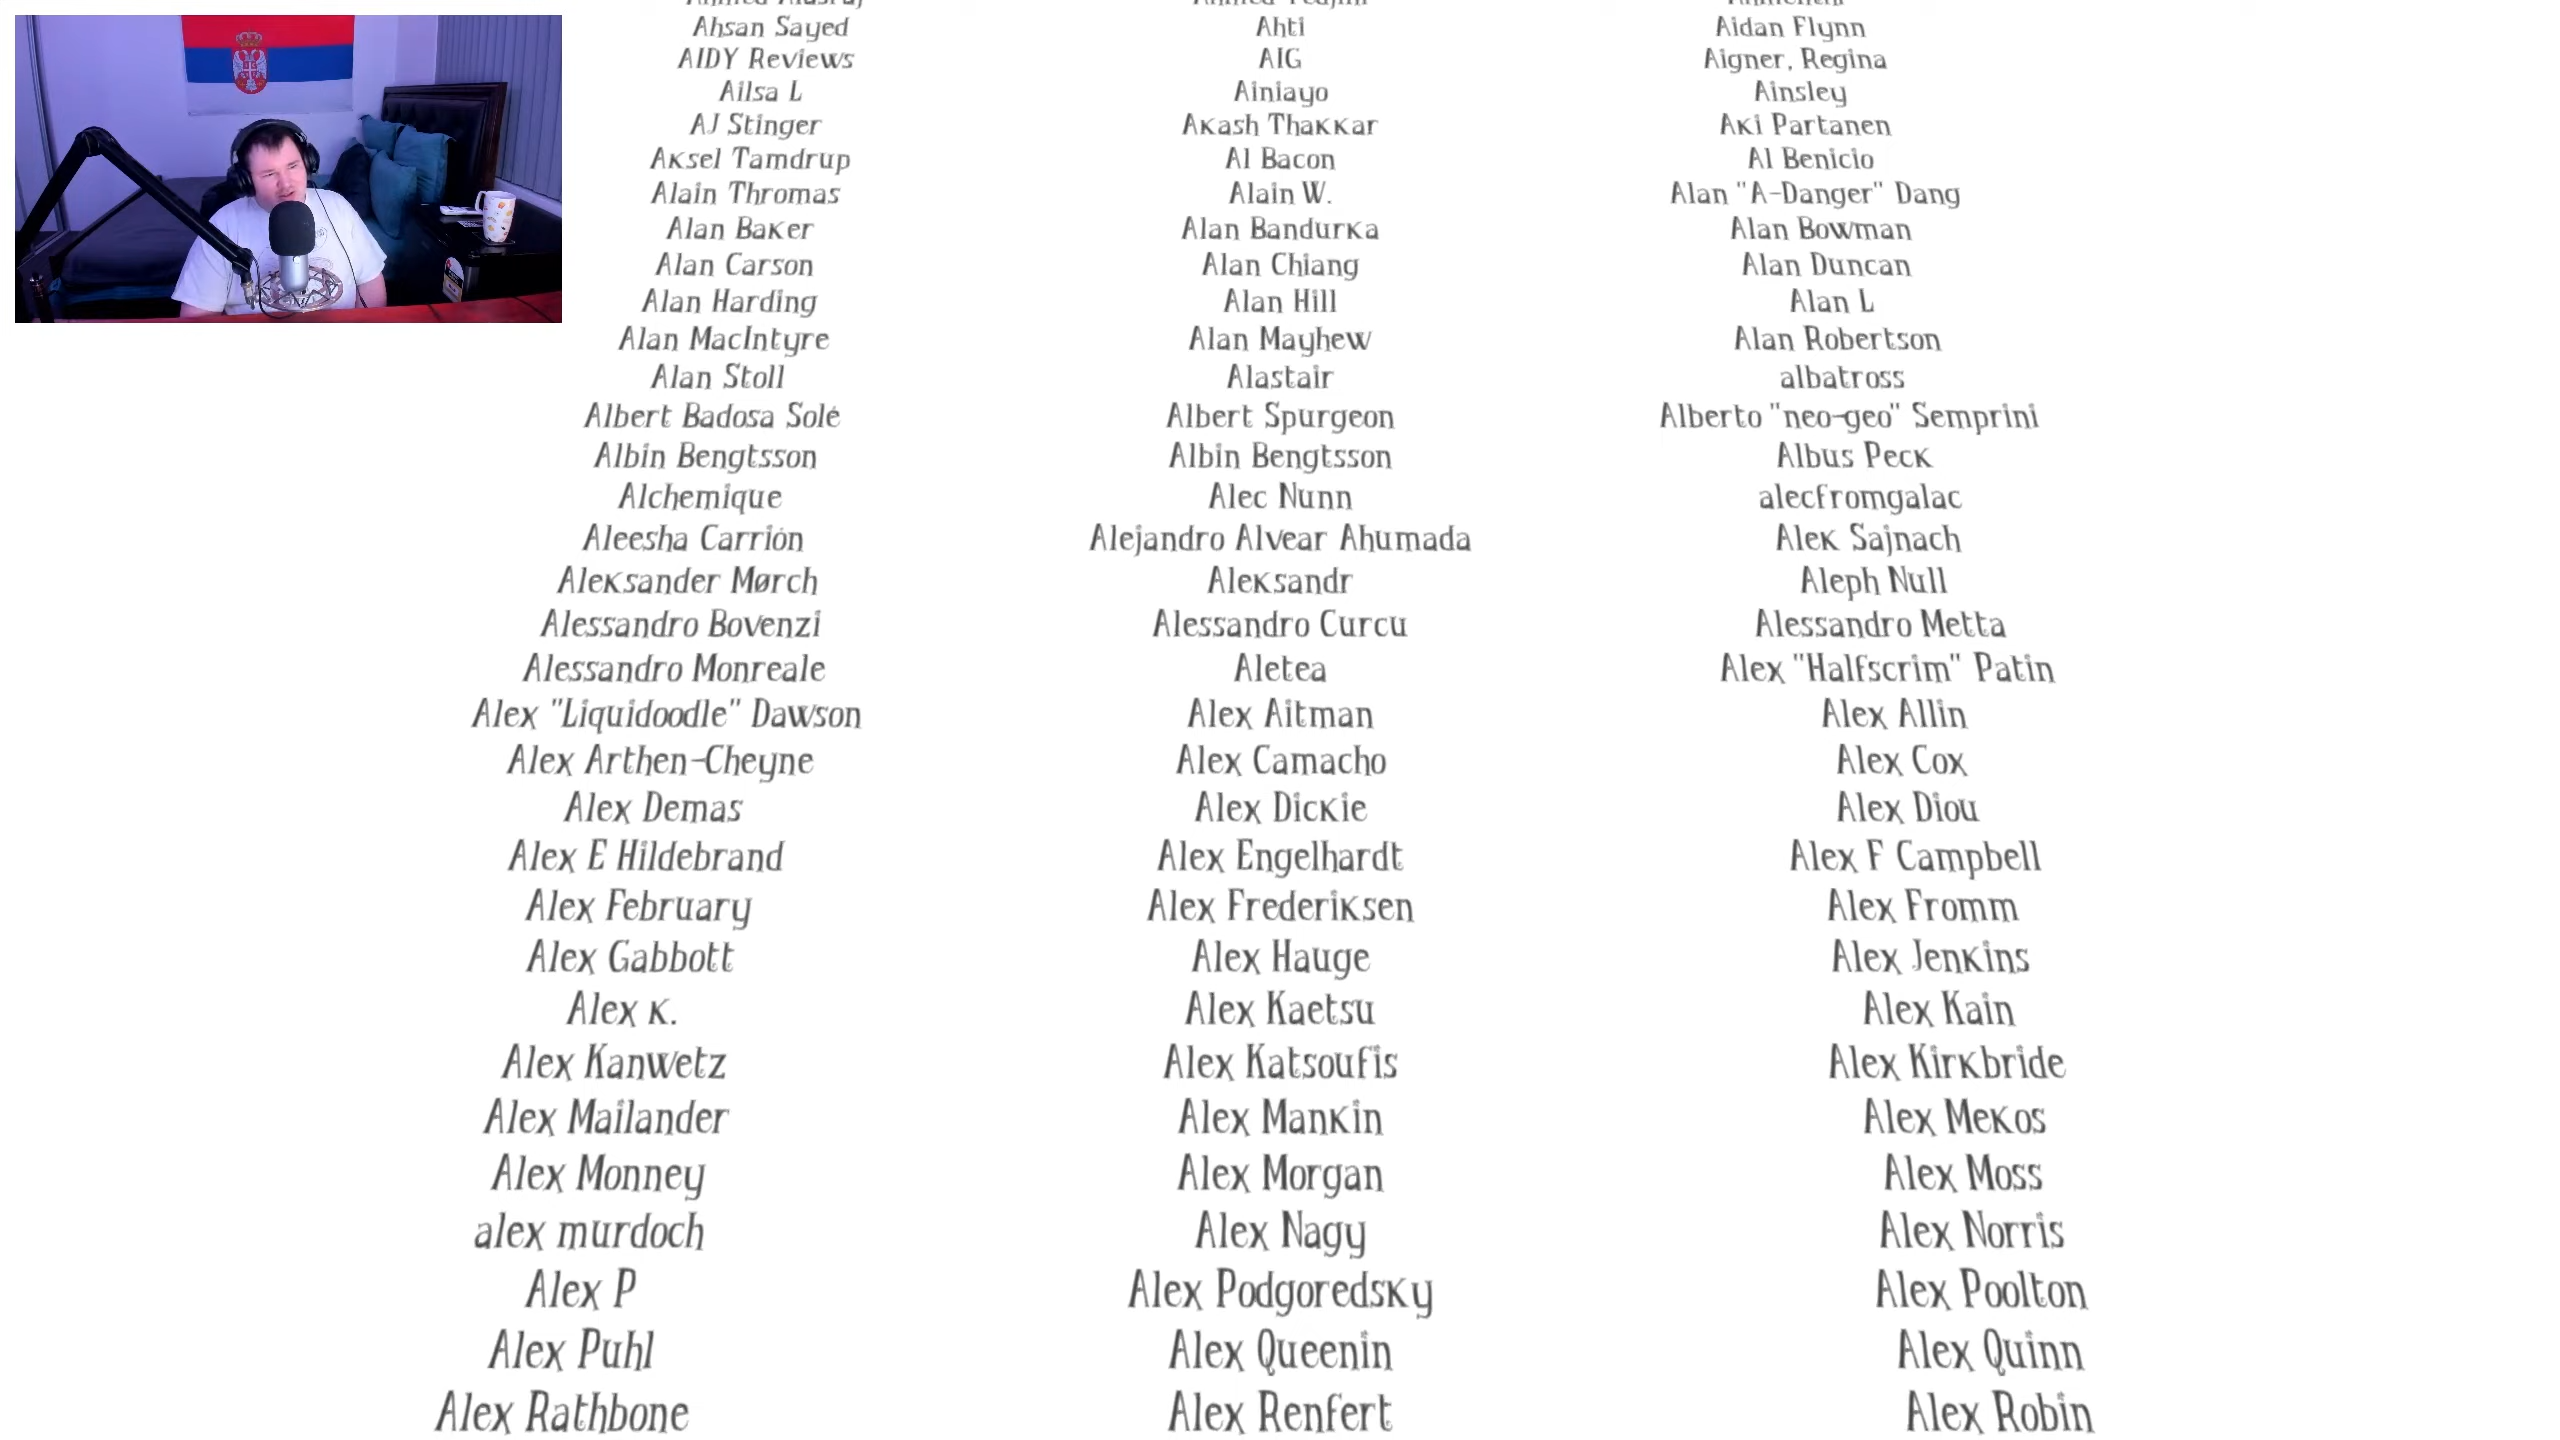 Ahsan Sayed Ahti Aidan Flynn
AIDY Reviews AIG Aigner, Regina
Ailsa L Ainiayo Ainsley
AJ Stinger Akash Thakkar Aki Partanen
Aksel Tamdrup Al Bacon Al Benicio
Alain Thromas Alain W. Alan "A-Danger" Dang
Alan Baker Alan Bandurka Alan Bowman
Alan Carson Alan Chiang Alan Duncan
Alan Harding Alan Hill Alan L
Alan MacIntyre Alan Mayhew Alan Robertson
Alan Stoll Alastair albatross
Albert Badosa Solé Albert Spurgeon Alberto "neo-geo" Semprini
Albin Bengtsson Albin Bengtsson Albus Peck
Alchemique Alec Nunn alecfromgalac
Aleesha Carrión Alejandro Alvear Ahumada Alek Sajnach
Aleksander Mørch Aleksandr Aleph Null
Alessandro Bovenzi Alessandro Curcu Alessandro Metta
Alessandro Monreale Aletea Alex "Halfscrim" Patin
Alex "Liquidoodle" Dawson Alex Aitman Alex Allin
Alex Arthen-Cheyne Alex Camacho Alex Cox
Alex Demas Alex Dickie Alex Diou
Alex E Hildebrand Alex Engelhardt Alex F Campbell
Alex February Alex Frederiksen Alex Fromm
Alex Gabbott Alex Hauge Alex Jenkins
Alex k. Alex Kaetsu Alex Kain
Alex Kanwetz Alex Katsoufis Alex Kirkbride
Alex Mailander Alex Mankin Alex Mekos
Alex Monney Alex Morgan Alex Moss
alex murdoch Alex Nagy Alex Norris
Alex P Alex Podgoredsky Alex Poolton
Alex Puhl Alex Queenin Alex Quinn
Alex Rathbone Alex Renfert Alex Robin